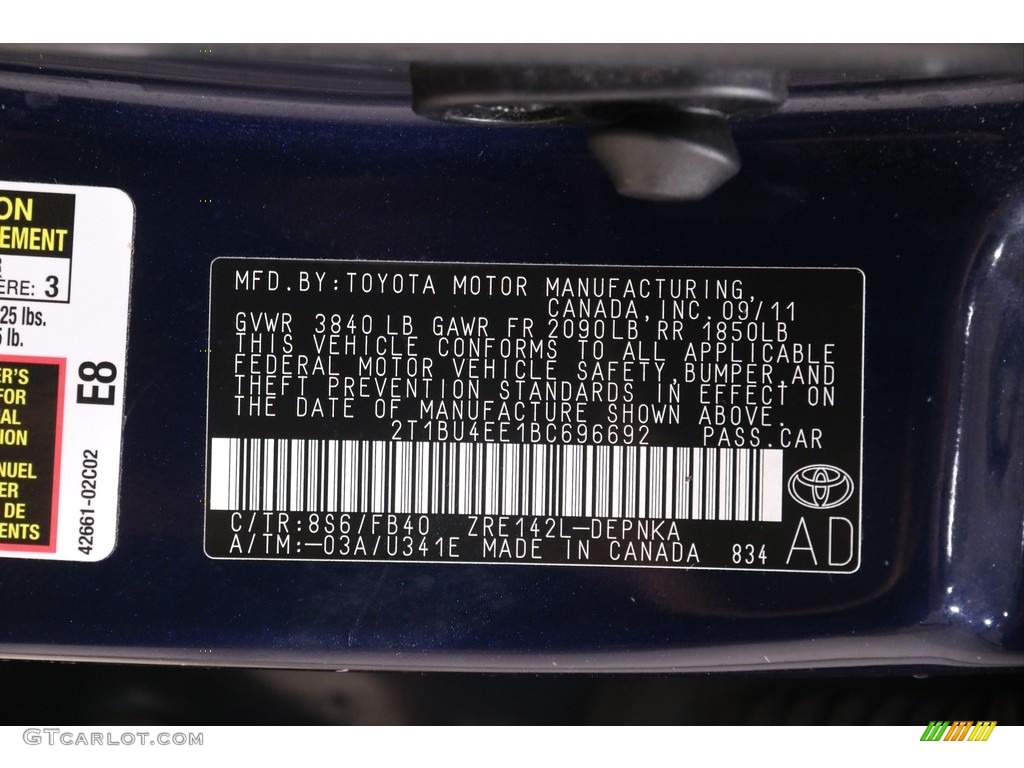 ON
EMENT
R
ÈRE: 3
25 lbs.
5 lb.
ER'S
FOR
AL
ION
NUEL
ER
DE
ENTS
E8
42661-02C02
MFD.BY:TOYOTA MOTOR MANUFACTURING,
CANADA,INC.09/11
GVWR 3840 LB GAWR FR 2090LB,RR 1850LB
THIS VEHICLE CONFORMS TO ALL APPLICABLE
FEDERAL MOTOR VEHICLE SAFETY,BUMPER,AND
THEFT PREVENTION STANDARDS IN EFFECT ON
THE DATE OF MANUFACTURE SHOWN ABOVE.
2T1BU4EE1BC696692 PASS.CAR
C/TR:8S6/FB40 ZRE142L-DEPNKA
A/TM:-03A/U341E MADE IN CANADA 834
AD
GTCarlot.com